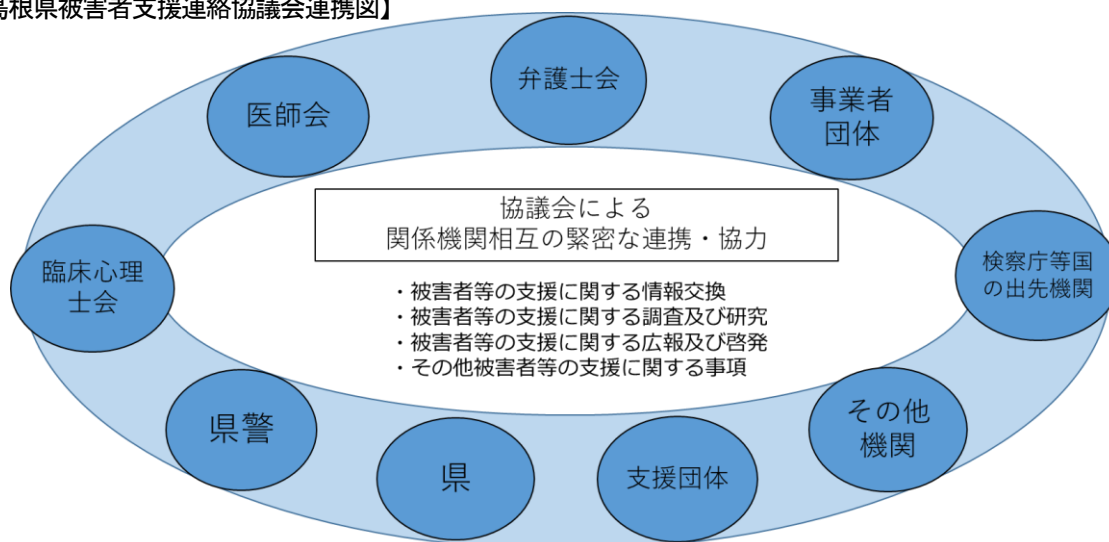 島根県被害者支援連絡協議会連携図】
弁護士会
医師会
事業者
団体
協議会による
関係機関相互の緊密な連携・協力
臨床心理
士会
検察庁等国
の出先機関
・被害者等の支援に関する情報交換
・被害者等の支援に関する調査及び研究
・被害者等の支援に関する広報及び啓発
・その他被害者等の支援に関する事項
県警
その他
機関
県
支援団体